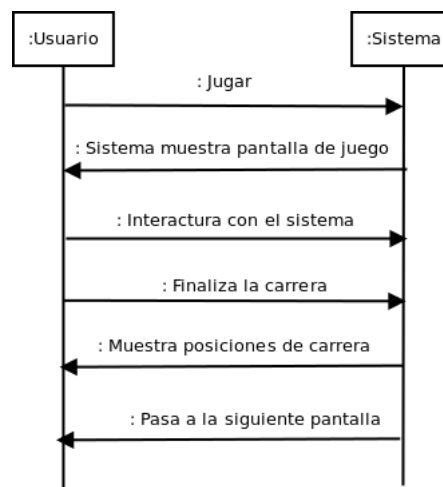 :Usuario
:Sistema
: Jugar
: Sistema muestra pantalla de juego
: Interactura con el sistema
: Finaliza la carrera
: Muestra posiciones de carrera
: Pasa a la siguiente pantalla